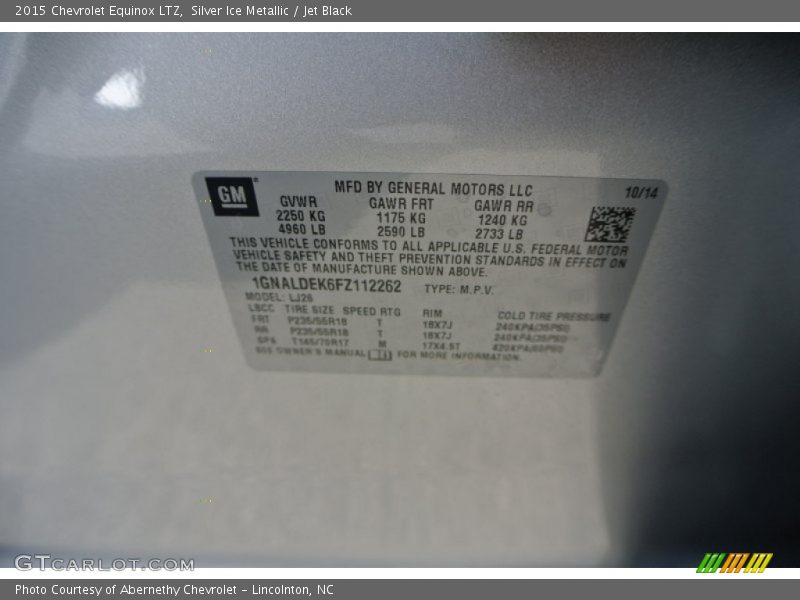 2015 Chevrolet Equinox LTZ, Silver Ice Metallic / Jet Black
GM
MFD BY GENERAL MOTORS LLC 10/14
GVWR GAWR FRT GAWR RR
2250 KG 1175 KG 1240 KG
4960 LB 2590 LB 2733 LB
THIS VEHICLE CONFORMS TO ALL APPLICABLE U.S. FEDERAL MOTOR
VEHICLE SAFETY AND THEFT PREVENTION STANDARDS IN EFFECT ON
THE DATE OF MANUFACTURE SHOWN ABOVE.
1GNALDEK6FZ112262 TYPE: M.P.V.
MODEL: LJ26
LOCC TIRE SIZE SPEED RTG RIM COLD TIRE PRESSURE
FRT P235/55R18 T 18X7J 240KPA(35PSI)
RR P235/55R18 T 18X7J 240KPA(35PSI)
SPA T145/70R17 M 17X4.5T 420KPA(60PSI)
SEE OWNER'S MANUAL FOR MORE INFORMATION.
GTCARLOT.COM
Photo Courtesy of Abernethy Chevrolet – Lincolnton, NC